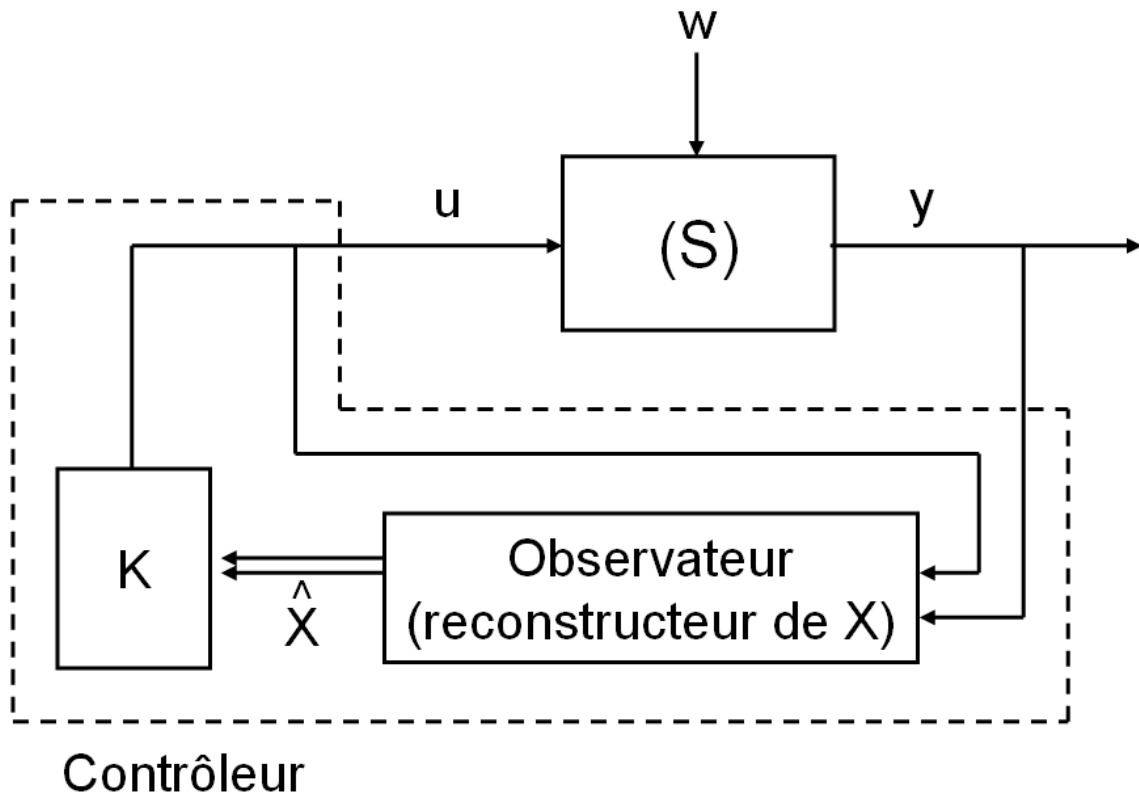 w
u
(S)
y
K
X̂
Observateur
(reconstructeur de X)
Contrôleur